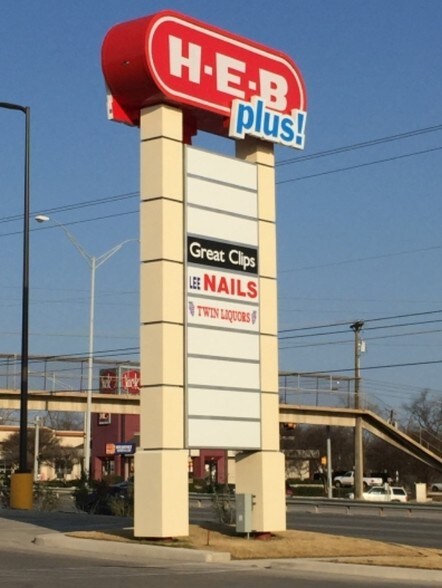 H·E·B
plus!
Great Clips
LEE NAILS
TWIN LIQUORS